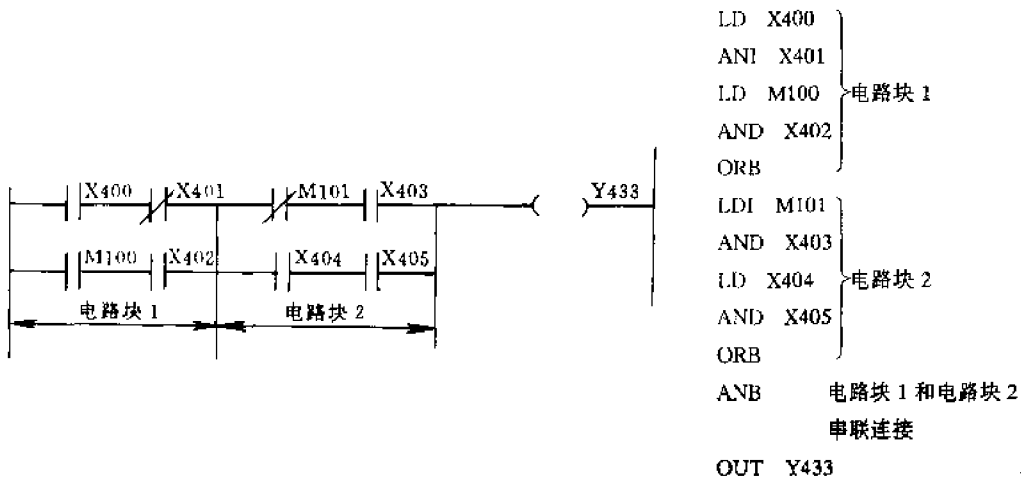 X400 X401 M101 X403 Y433
M100 X402 X404 X405
电路块 1 电路块 2
LD X400
ANI X401
LD M100
AND X402
ORB
电路块 1
LDI M101
AND X403
LD X404
AND X405
ORB
电路块 2
ANB 电路块 1 和电路块 2
串联连接
OUT Y433